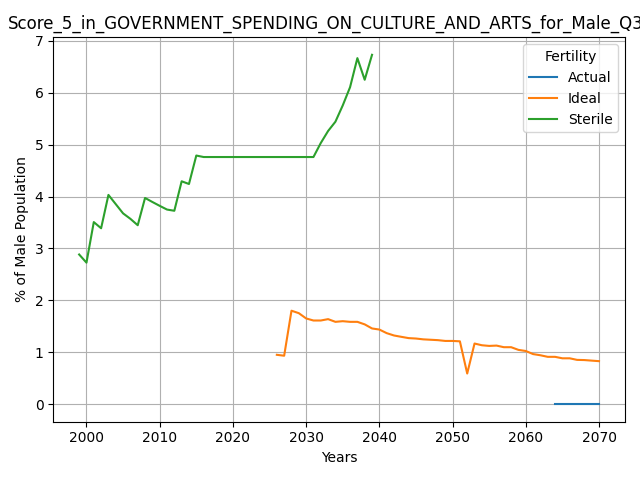 Score_5_in_GOVERNMENT_SPENDING_ON_CULTURE_AND_ARTS_for_Male_Q3
Fertility
Actual
Ideal
Sterile
% of Male Population
7
6
5
4
3
2
1
0
2000 2010 2020 2030 2040 2050 2060 2070
Years